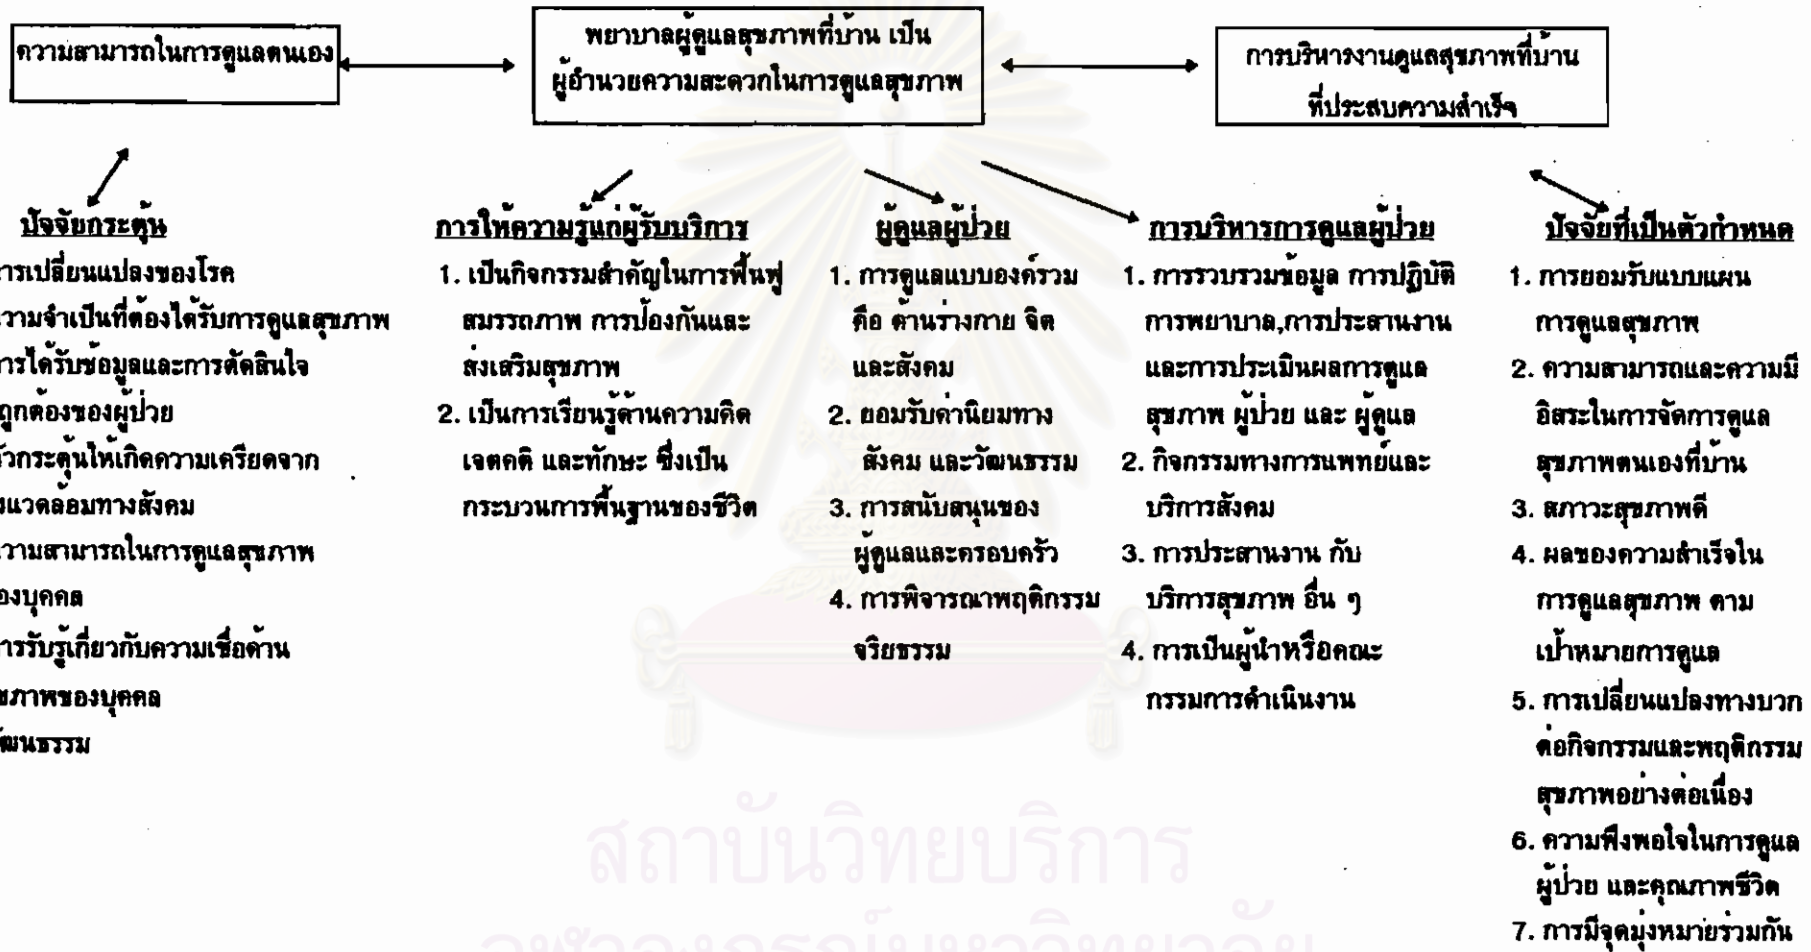 ความสามารถในการดูแลตนเอง
พยาบาลผู้ดูแลสุขภาพที่บ้าน เป็น
ผู้อำนวยความสะดวกในการดูแลสุขภาพ
การบริหารงานดูแลสุขภาพที่บ้าน
ที่ประสบความสำเร็จ
ปัจจัยกระตุ้น
การเปลี่ยนแปลงของโรค
ความจำเป็นที่ต้องได้รับการดูแลสุขภาพ
การได้รับข้อมูลและการตัดสินใจ
ถูกต้องของผู้ป่วย
ตัวกระตุ้นให้เกิดความเครียดจาก
แวดล้อมทางสังคม
ความสามารถในการดูแลสุขภาพ
ของบุคคล
การรับรู้เกี่ยวกับความเชื่อด้าน
สุขภาพของบุคคล
วัฒนธรรม
การให้ความรู้แก่ผู้รับบริการ
1. เป็นกิจกรรมสำคัญในการฟื้นฟู
สมรรถภาพ การป้องกันและ
ส่งเสริมสุขภาพ
2. เป็นการเรียนรู้ด้านความคิด
เจตคติ และทักษะ ซึ่งเป็น
กระบวนการพื้นฐานของชีวิต
ผู้ดูแลผู้ป่วย
1. การดูแลแบบองค์รวม
คือ ด้านร่างกาย จิต
และสังคม
2. ยอมรับค่านิยมทาง
สังคม และวัฒนธรรม
3. การสนับสนุนของ
ผู้ดูแลและครอบครัว
4. การพิจารณาพฤติกรรม
จริยธรรม
การบริหารการดูแลผู้ป่วย
1. การรวบรวมข้อมูล การปฏิบัติ
การพยาบาล,การประสานงาน
และการประเมินผลการดูแล
สุขภาพ ผู้ป่วย และ ผู้ดูแล
2. กิจกรรมทางการแพทย์และ
บริการสังคม
3. การประสานงาน กับ
บริการสุขภาพ อื่น ๆ
4. การเป็นผู้นำหรือคณะ
กรรมการดำเนินงาน
ปัจจัยที่เป็นตัวกำหนด
1. การยอมรับแบบแผน
การดูแลสุขภาพ
2. ความสามารถและความมี
อิสระในการจัดการดูแล
สุขภาพตนเองที่บ้าน
3. สภาวะสุขภาพดี
4. ผลของความสำเร็จใน
การดูแลสุขภาพ ตาม
เป้าหมายการดูแล
5. การเปลี่ยนแปลงทางบวก
ต่อกิจกรรมและพฤติกรรม
สุขภาพอย่างต่อเนื่อง
6. ความพึงพอใจในการดูแล
ผู้ป่วย และคุณภาพชีวิต
7. การมีจุดมุ่งหมายร่วมกัน
สถาบันวิทยบริการ
จุฬาลงกรณ์มหาวิทยาลัย